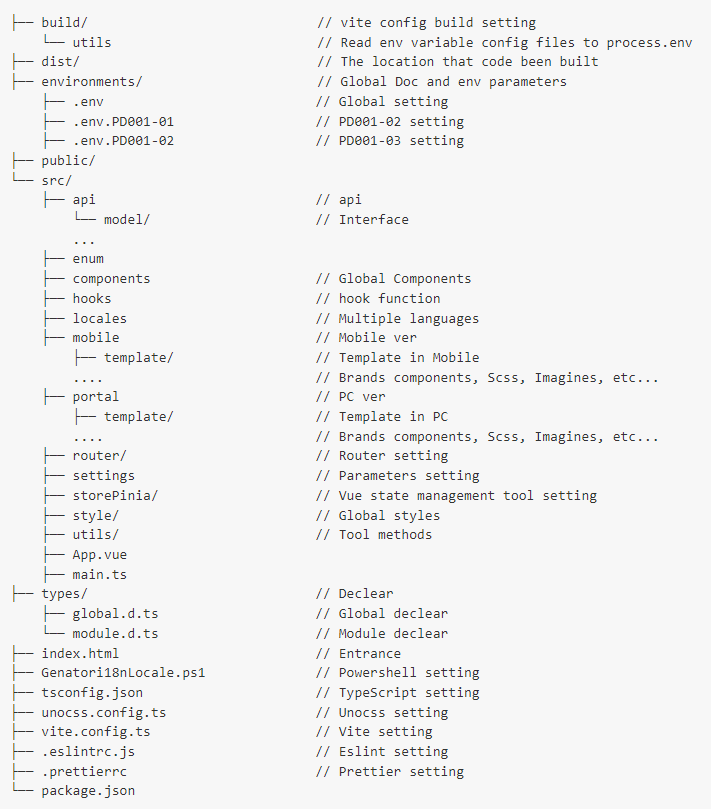 ├── build/                             // vite config build setting
    └── utils                          // Read env variable config files to process.env
├── dist/                              // The location that code been built
├── environments/                      // Global Doc and env parameters
    ├── .env                           // Global setting
    ├── .env.PD001-01                  // PD001-02 setting
    ├── .env.PD001-02                  // PD001-03 setting
├── public/
└── src/
    ├── api                            // api
        └── model/                     // Interface
        ...
    ├── enum
    ├── components                     // Global Components
    ├── hooks                          // hook function
    ├── locales                        // Multiple languages
    ├── mobile                         // Mobile ver
        ├── template/                  // Template in Mobile
        ....                           // Brands components, Scss, Imagines, etc...
    ├── portal                         // PC ver
        ├── template/                  // Template in PC
        ....                           // Brands components, Scss, Imagines, etc...
    ├── router/                        // Router setting
    ├── settings                       // Parameters setting
    ├── storePinia/                    // Vue state management tool setting
    ├── style/                         // Global styles
    ├── utils/                         // Tool methods
    ├── App.vue
    ├── main.ts
├── types/                             // Declear
    ├── global.d.ts                    // Global declear
    └── module.d.ts                    // Module declear
├── index.html                         // Entrance
├── Genatori18nLocale.ps1              // Powershell setting
├── tsconfig.json                      // TypeScript setting
├── unocss.config.ts                   // Unocss setting
├── vite.config.ts                     // Vite setting
├── .eslintrc.js                       // Eslint setting
├── .prettierrc                        // Prettier setting
└── package.json